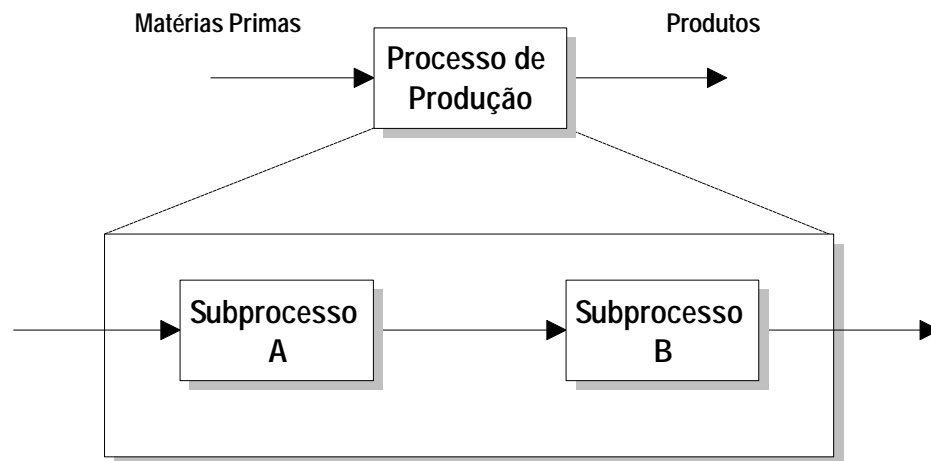 Matérias Primas
Produtos
Processo de
Produção
Subprocesso
A
Subprocesso
B